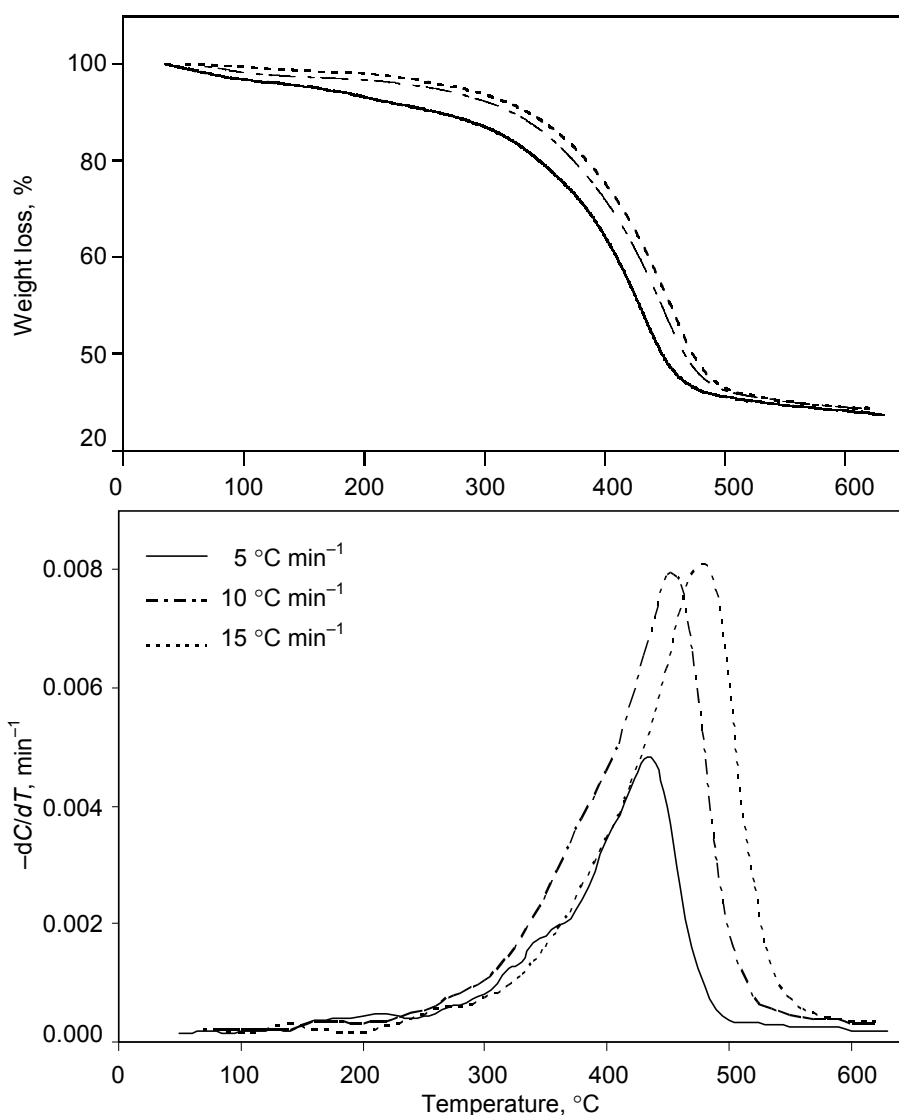 Weight loss, %
100
80
60
50
20
0 100 200 300 400 500 600
5 °C min⁻¹
10 °C min⁻¹
15 °C min⁻¹
–dC/dT, min⁻¹
0.008
0.006
0.004
0.002
0.000
0 100 200 300 400 500 600
Temperature, °C